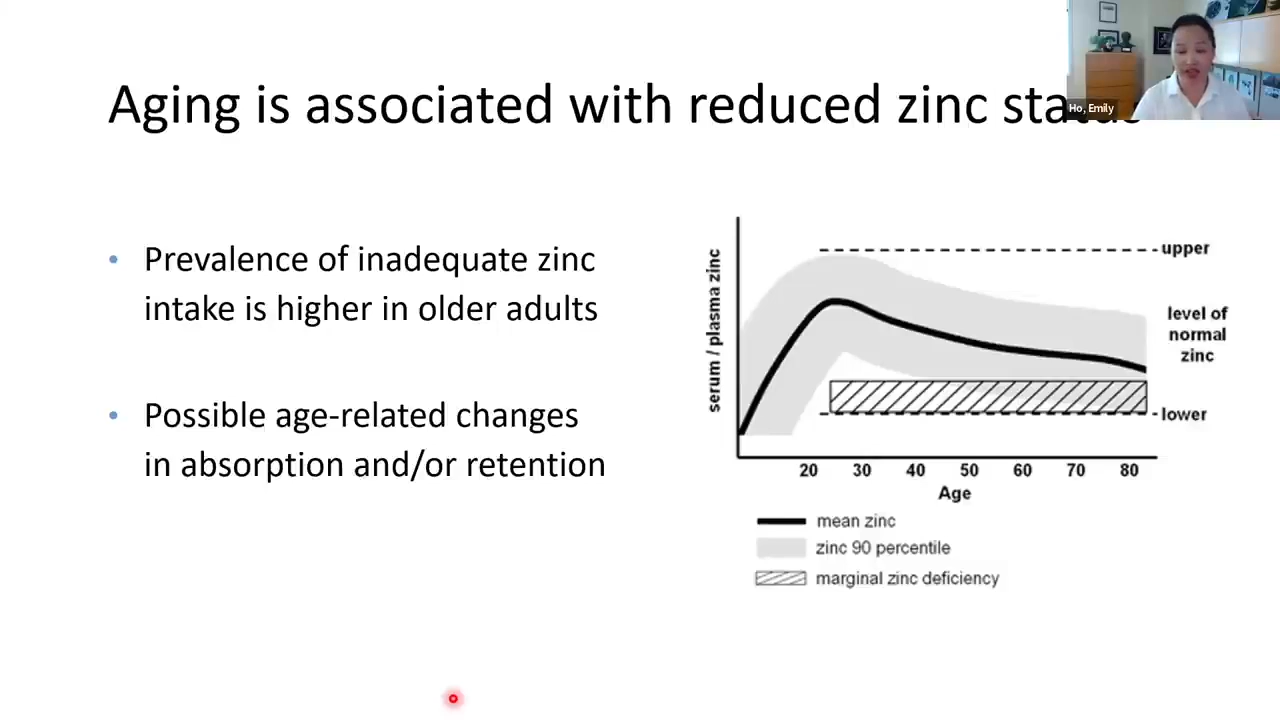 Aging is associated with reduced zinc status
Ho, Emily
Prevalence of inadequate zinc
intake is higher in older adults
Possible age-related changes
in absorption and/or retention
serum / plasma zinc
upper
level of
normal
zinc
lower
20 30 40 50 60 70 80
Age
mean zinc
zinc 90 percentile
marginal zinc deficiency